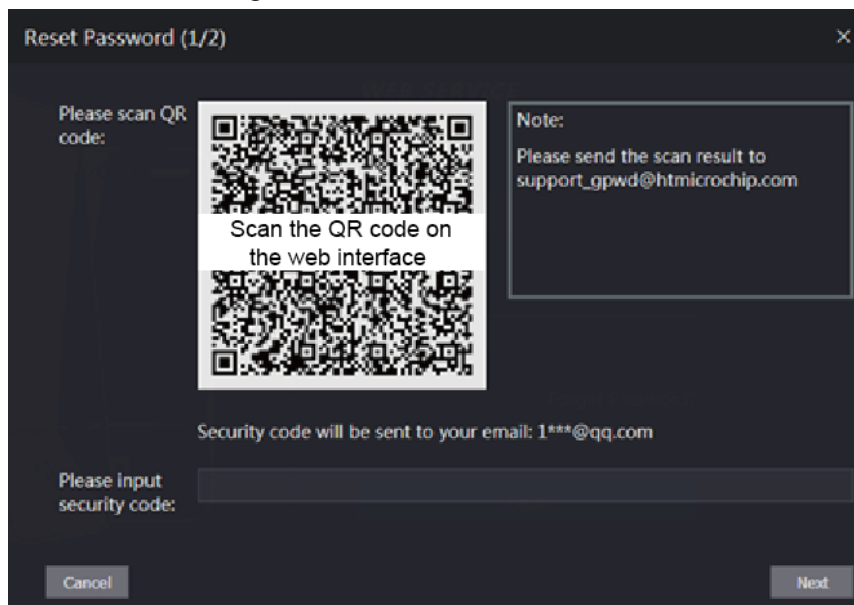 Reset Password (1/2)
Please scan QR
code:
Scan the QR code on
the web interface
Note:
Please send the scan result to
support_gpwd@htmicrochip.com
Security code will be sent to your email: 1***@qq.com
Please input
security code:
Cancel
Next